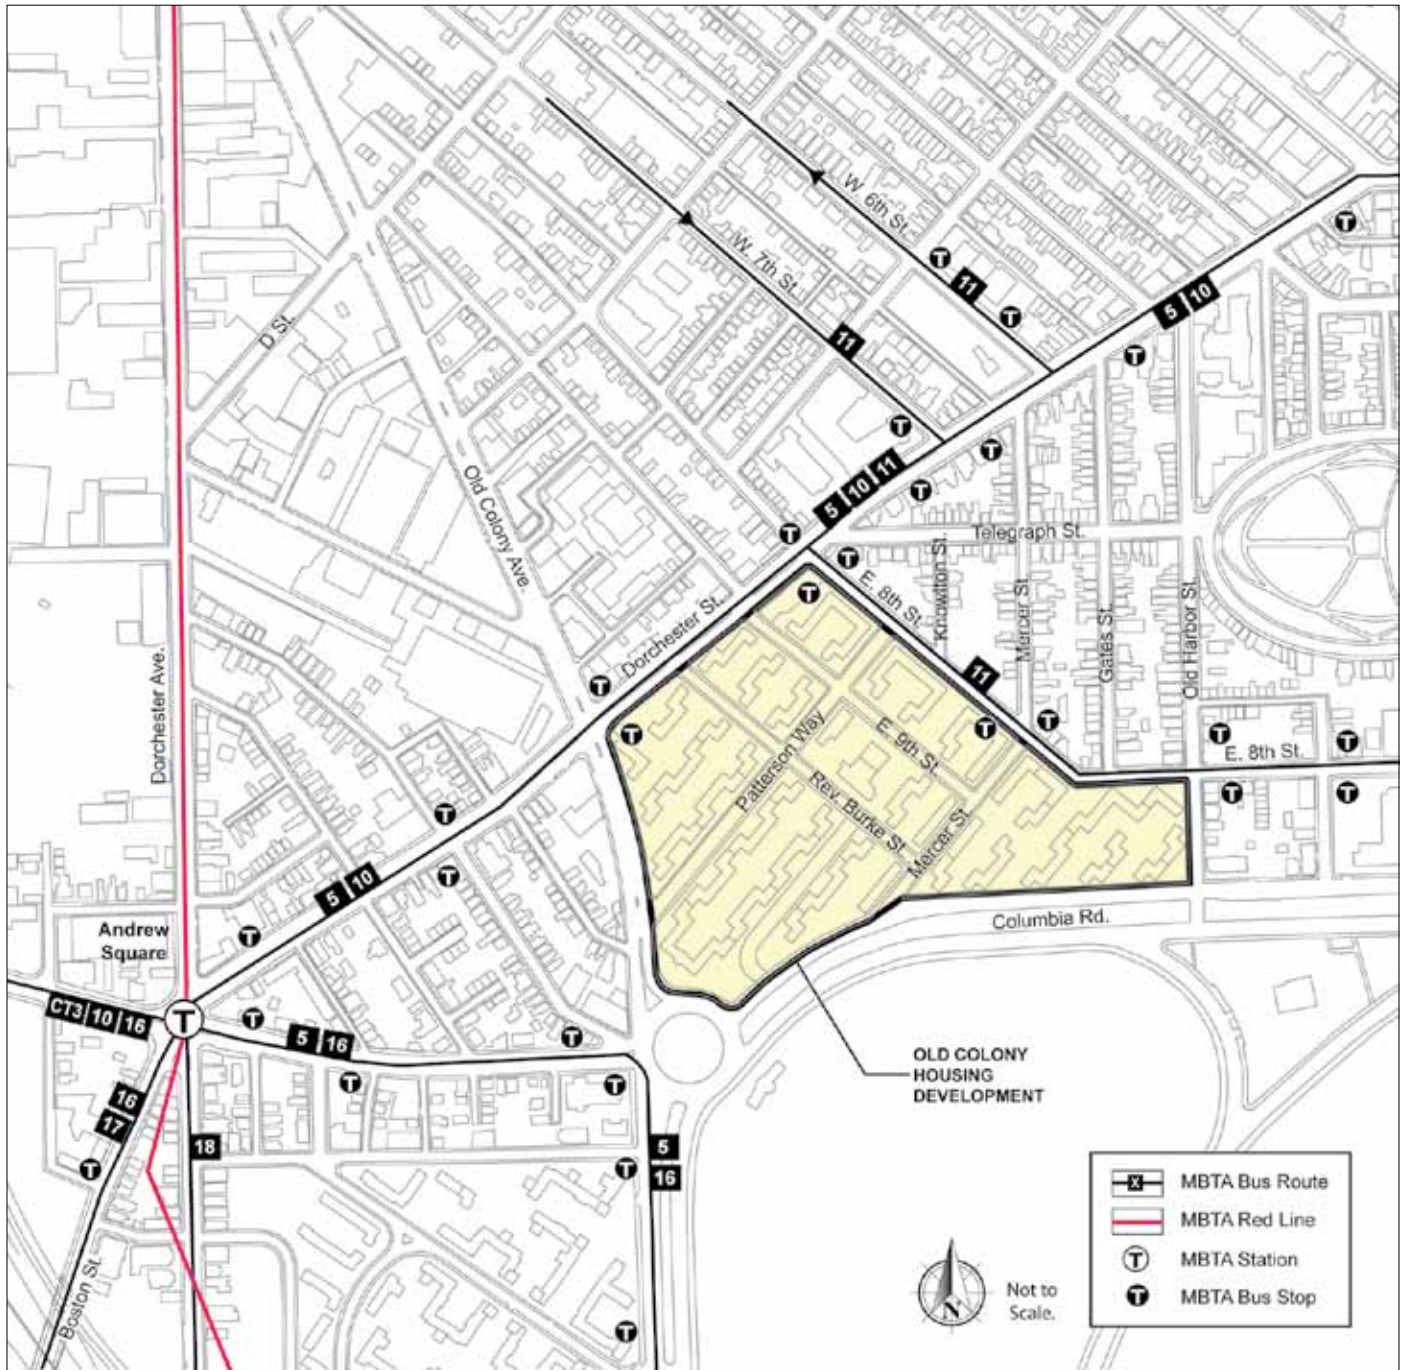 W. 6th St.
W. 7th St.
11
11
5 10
D St.
Old Colony Ave.
5 10 11
Telegraph St.
Knowlton St.
Mercer St.
Gates St.
Old Harbor St.
E. 8th St.
Dorchester St.
Dorchester Ave.
11
Patterson Way
E. 9th St.
Rev. Burke St.
Mercer St.
E. 8th St.
5 10
Columbia Rd.
Andrew
Square
T
CT3 10 16
5 16
16
17
18
5
16
Boston St.
OLD COLONY
HOUSING
DEVELOPMENT
X MBTA Bus Route
MBTA Red Line
T MBTA Station
T MBTA Bus Stop
N
Not to
Scale.